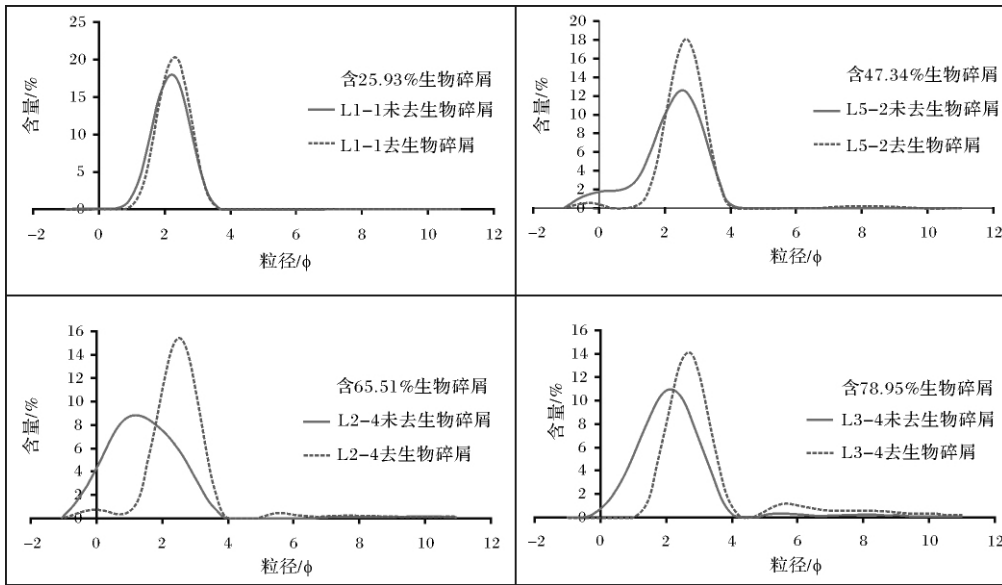 25
20
15
10
5
0
含量/%
含25.93%生物碎屑
L1-1未去生物碎屑
L1-1去生物碎屑
-2 0 2 4 6 8 10 12
粒径/ϕ
20
18
16
14
12
10
8
6
4
2
0
含量/%
含47.34%生物碎屑
L5-2未去生物碎屑
L5-2去生物碎屑
-2 0 2 4 6 8 10 12
粒径/ϕ
16
14
12
10
8
6
4
2
0
含量/%
含65.51%生物碎屑
L2-4未去生物碎屑
L2-4去生物碎屑
-2 0 2 4 6 8 10 12
粒径/ϕ
16
14
12
10
8
6
4
2
0
含量/%
含78.95%生物碎屑
L3-4未去生物碎屑
L3-4去生物碎屑
-2 0 2 4 6 8 10 12
粒径/ϕ